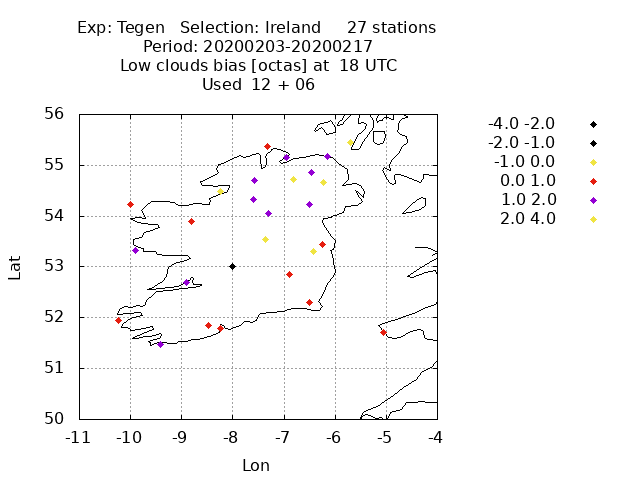 Exp: Tegen   Selection: Ireland     27 stations
Period: 20200203-20200217
Low clouds bias [octas] at  18 UTC
Used  12 + 06
-4.0 -2.0
-2.0 -1.0
-1.0 0.0
0.0 1.0
1.0 2.0
2.0 4.0
56
55
54
53
52
51
50
Lat
-11 -10 -9 -8 -7 -6 -5 -4
Lon